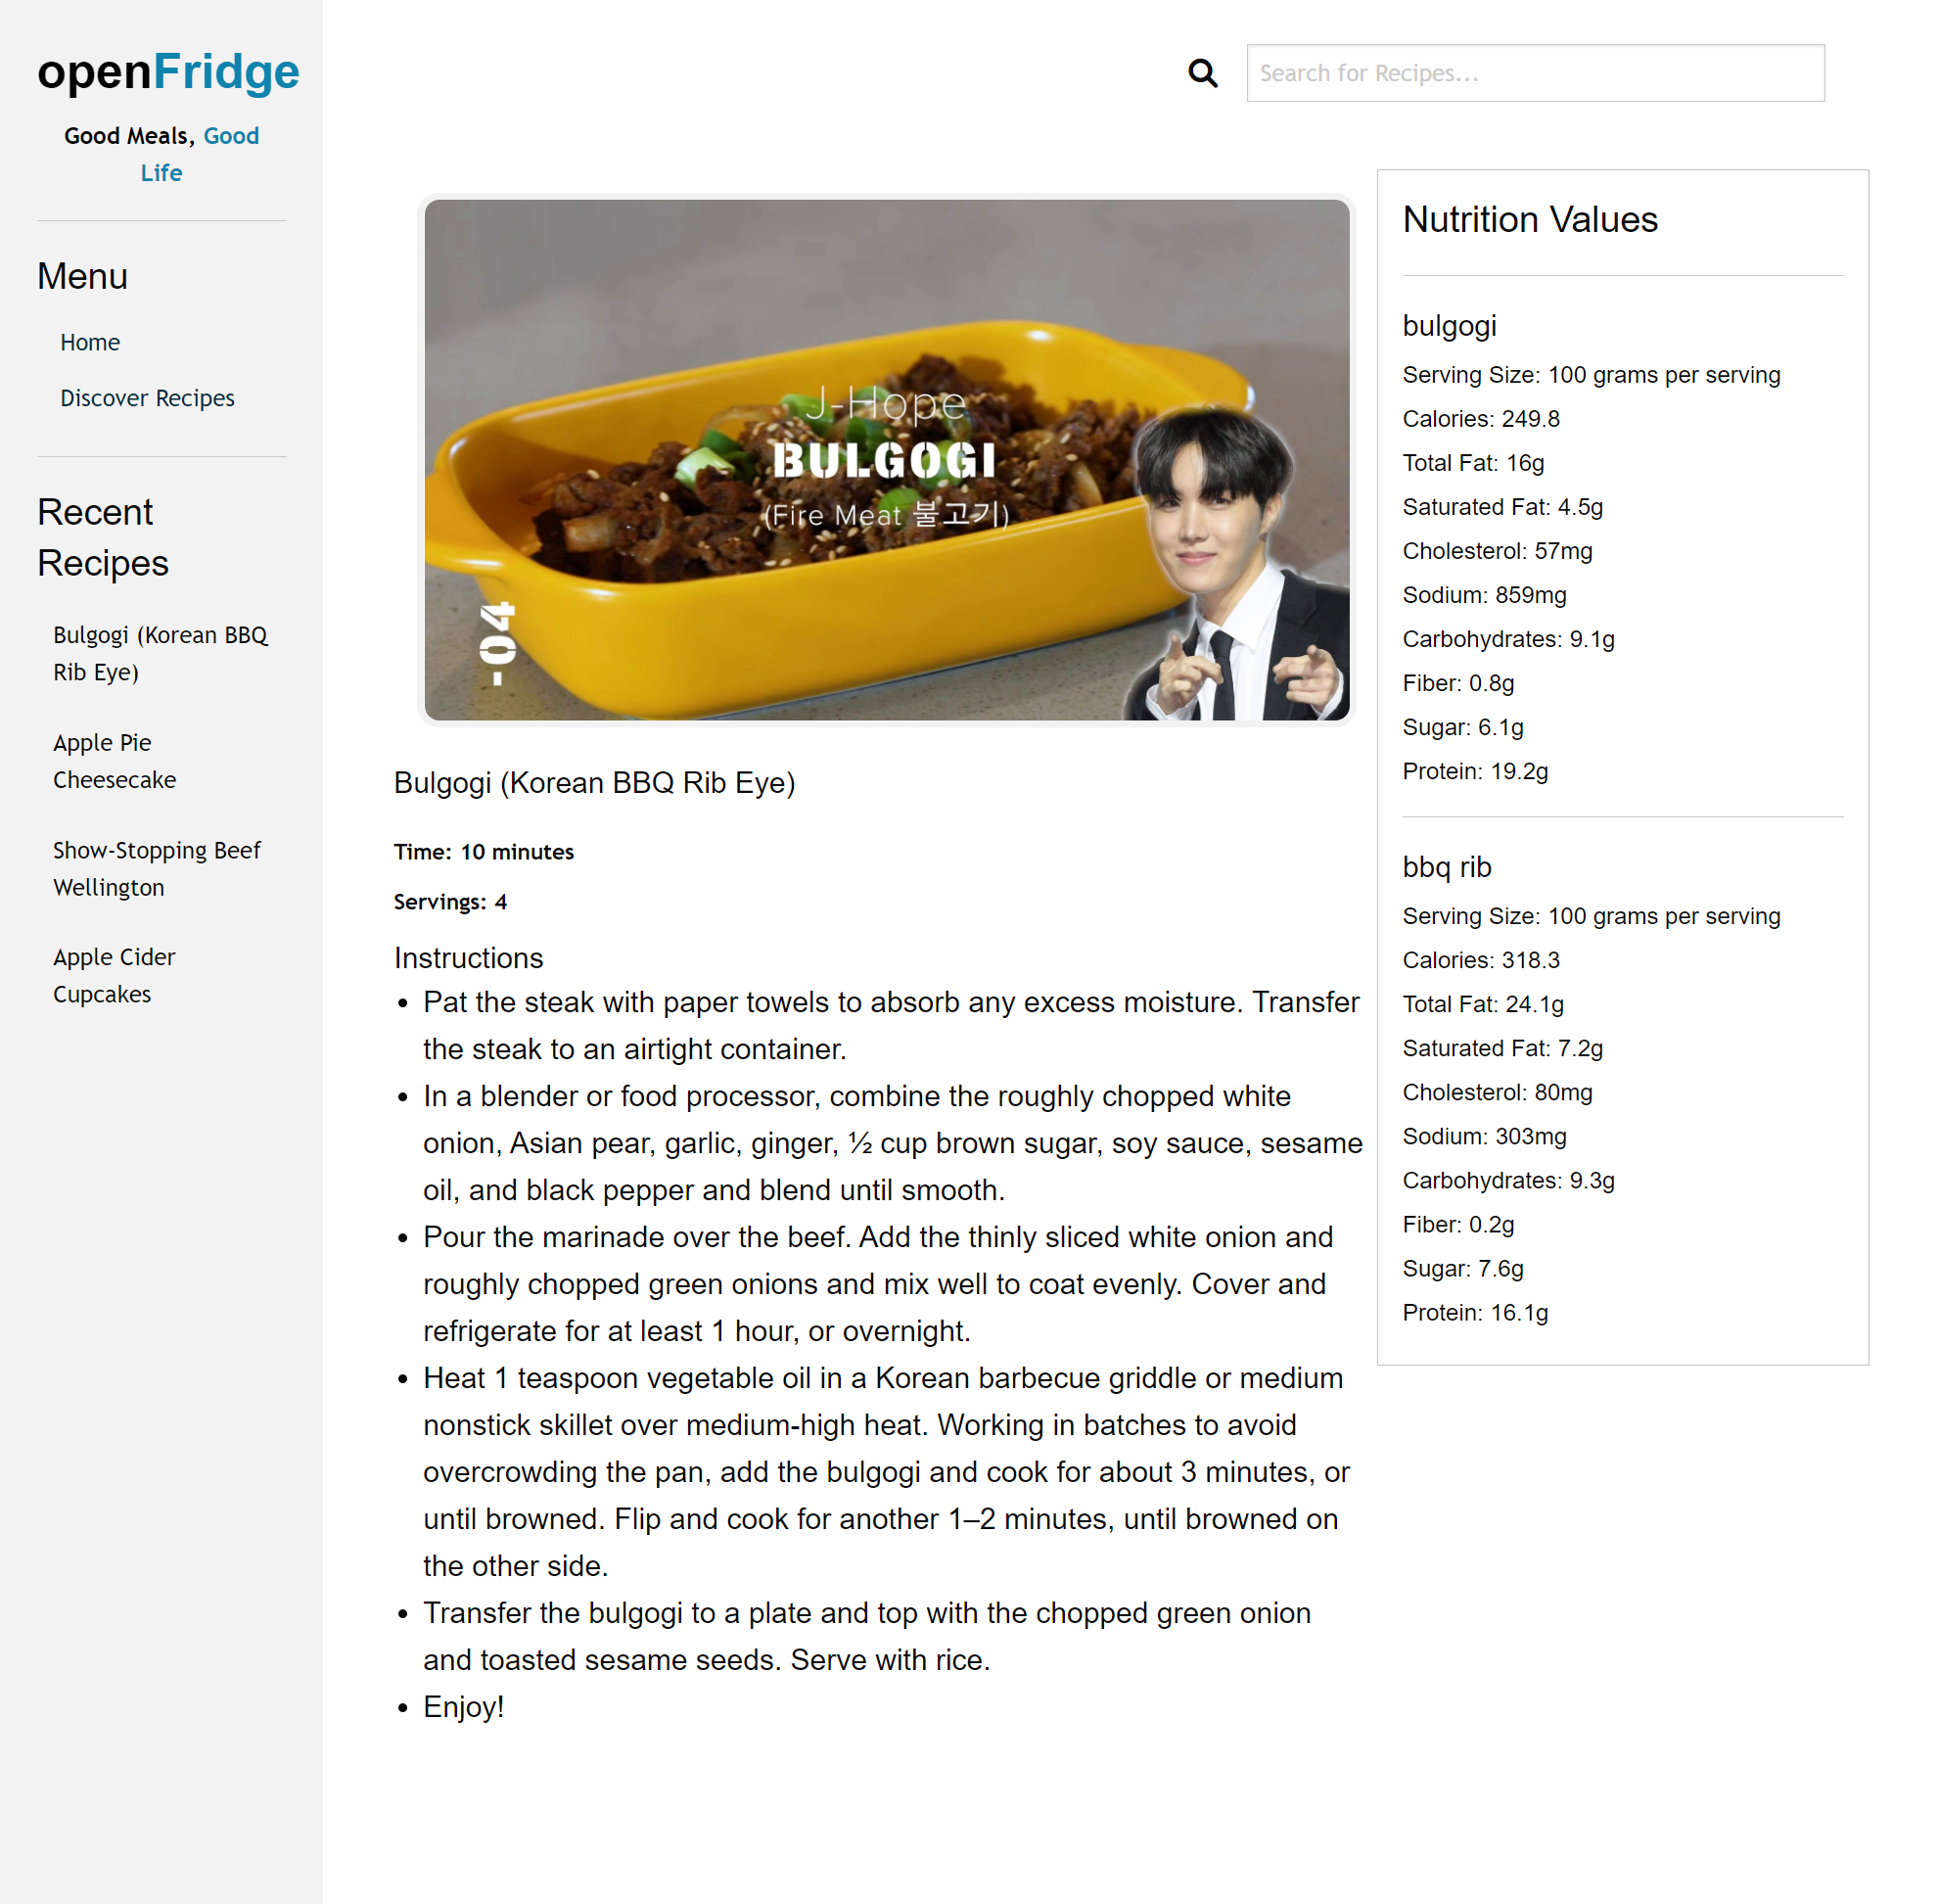 openFridge
Good Meals, Good
Life
Menu
Home
Discover Recipes
Recent
Recipes
Bulgogi (Korean BBQ
Rib Eye)
Apple Pie
Cheesecake
Show-Stopping Beef
Wellington
Apple Cider
Cupcakes
Search for Recipes...
J-Hope
BULGOGI
(Fire Meat 불고기)
-04
Bulgogi (Korean BBQ Rib Eye)
Time: 10 minutes
Servings: 4
Instructions
• Pat the steak with paper towels to absorb any excess moisture. Transfer
the steak to an airtight container.
• In a blender or food processor, combine the roughly chopped white
onion, Asian pear, garlic, ginger, ½ cup brown sugar, soy sauce, sesame
oil, and black pepper and blend until smooth.
• Pour the marinade over the beef. Add the thinly sliced white onion and
roughly chopped green onions and mix well to coat evenly. Cover and
refrigerate for at least 1 hour, or overnight.
• Heat 1 teaspoon vegetable oil in a Korean barbecue griddle or medium
nonstick skillet over medium-high heat. Working in batches to avoid
overcrowding the pan, add the bulgogi and cook for about 3 minutes, or
until browned. Flip and cook for another 1–2 minutes, until browned on
the other side.
• Transfer the bulgogi to a plate and top with the chopped green onion
and toasted sesame seeds. Serve with rice.
• Enjoy!
Nutrition Values
bulgogi
Serving Size: 100 grams per serving
Calories: 249.8
Total Fat: 16g
Saturated Fat: 4.5g
Cholesterol: 57mg
Sodium: 859mg
Carbohydrates: 9.1g
Fiber: 0.8g
Sugar: 6.1g
Protein: 19.2g
bbq rib
Serving Size: 100 grams per serving
Calories: 318.3
Total Fat: 24.1g
Saturated Fat: 7.2g
Cholesterol: 80mg
Sodium: 303mg
Carbohydrates: 9.3g
Fiber: 0.2g
Sugar: 7.6g
Protein: 16.1g